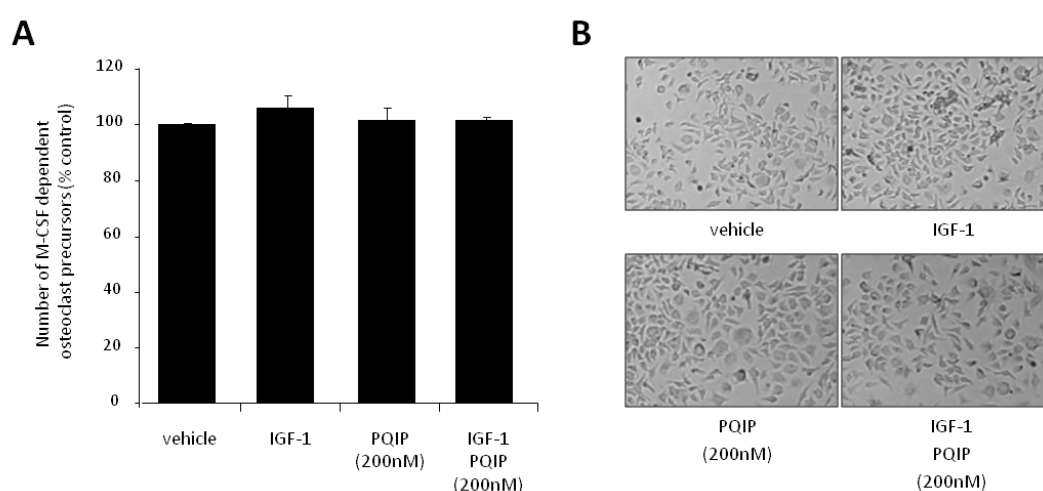 A
Number of M-CSF dependent
osteoclast precursors (% control)
120
100
80
60
40
20
0
vehicle
IGF-1
PQIP
(200nM)
IGF-1
PQIP
(200nM)
B
vehicle
IGF-1
PQIP
(200nM)
IGF-1
PQIP
(200nM)